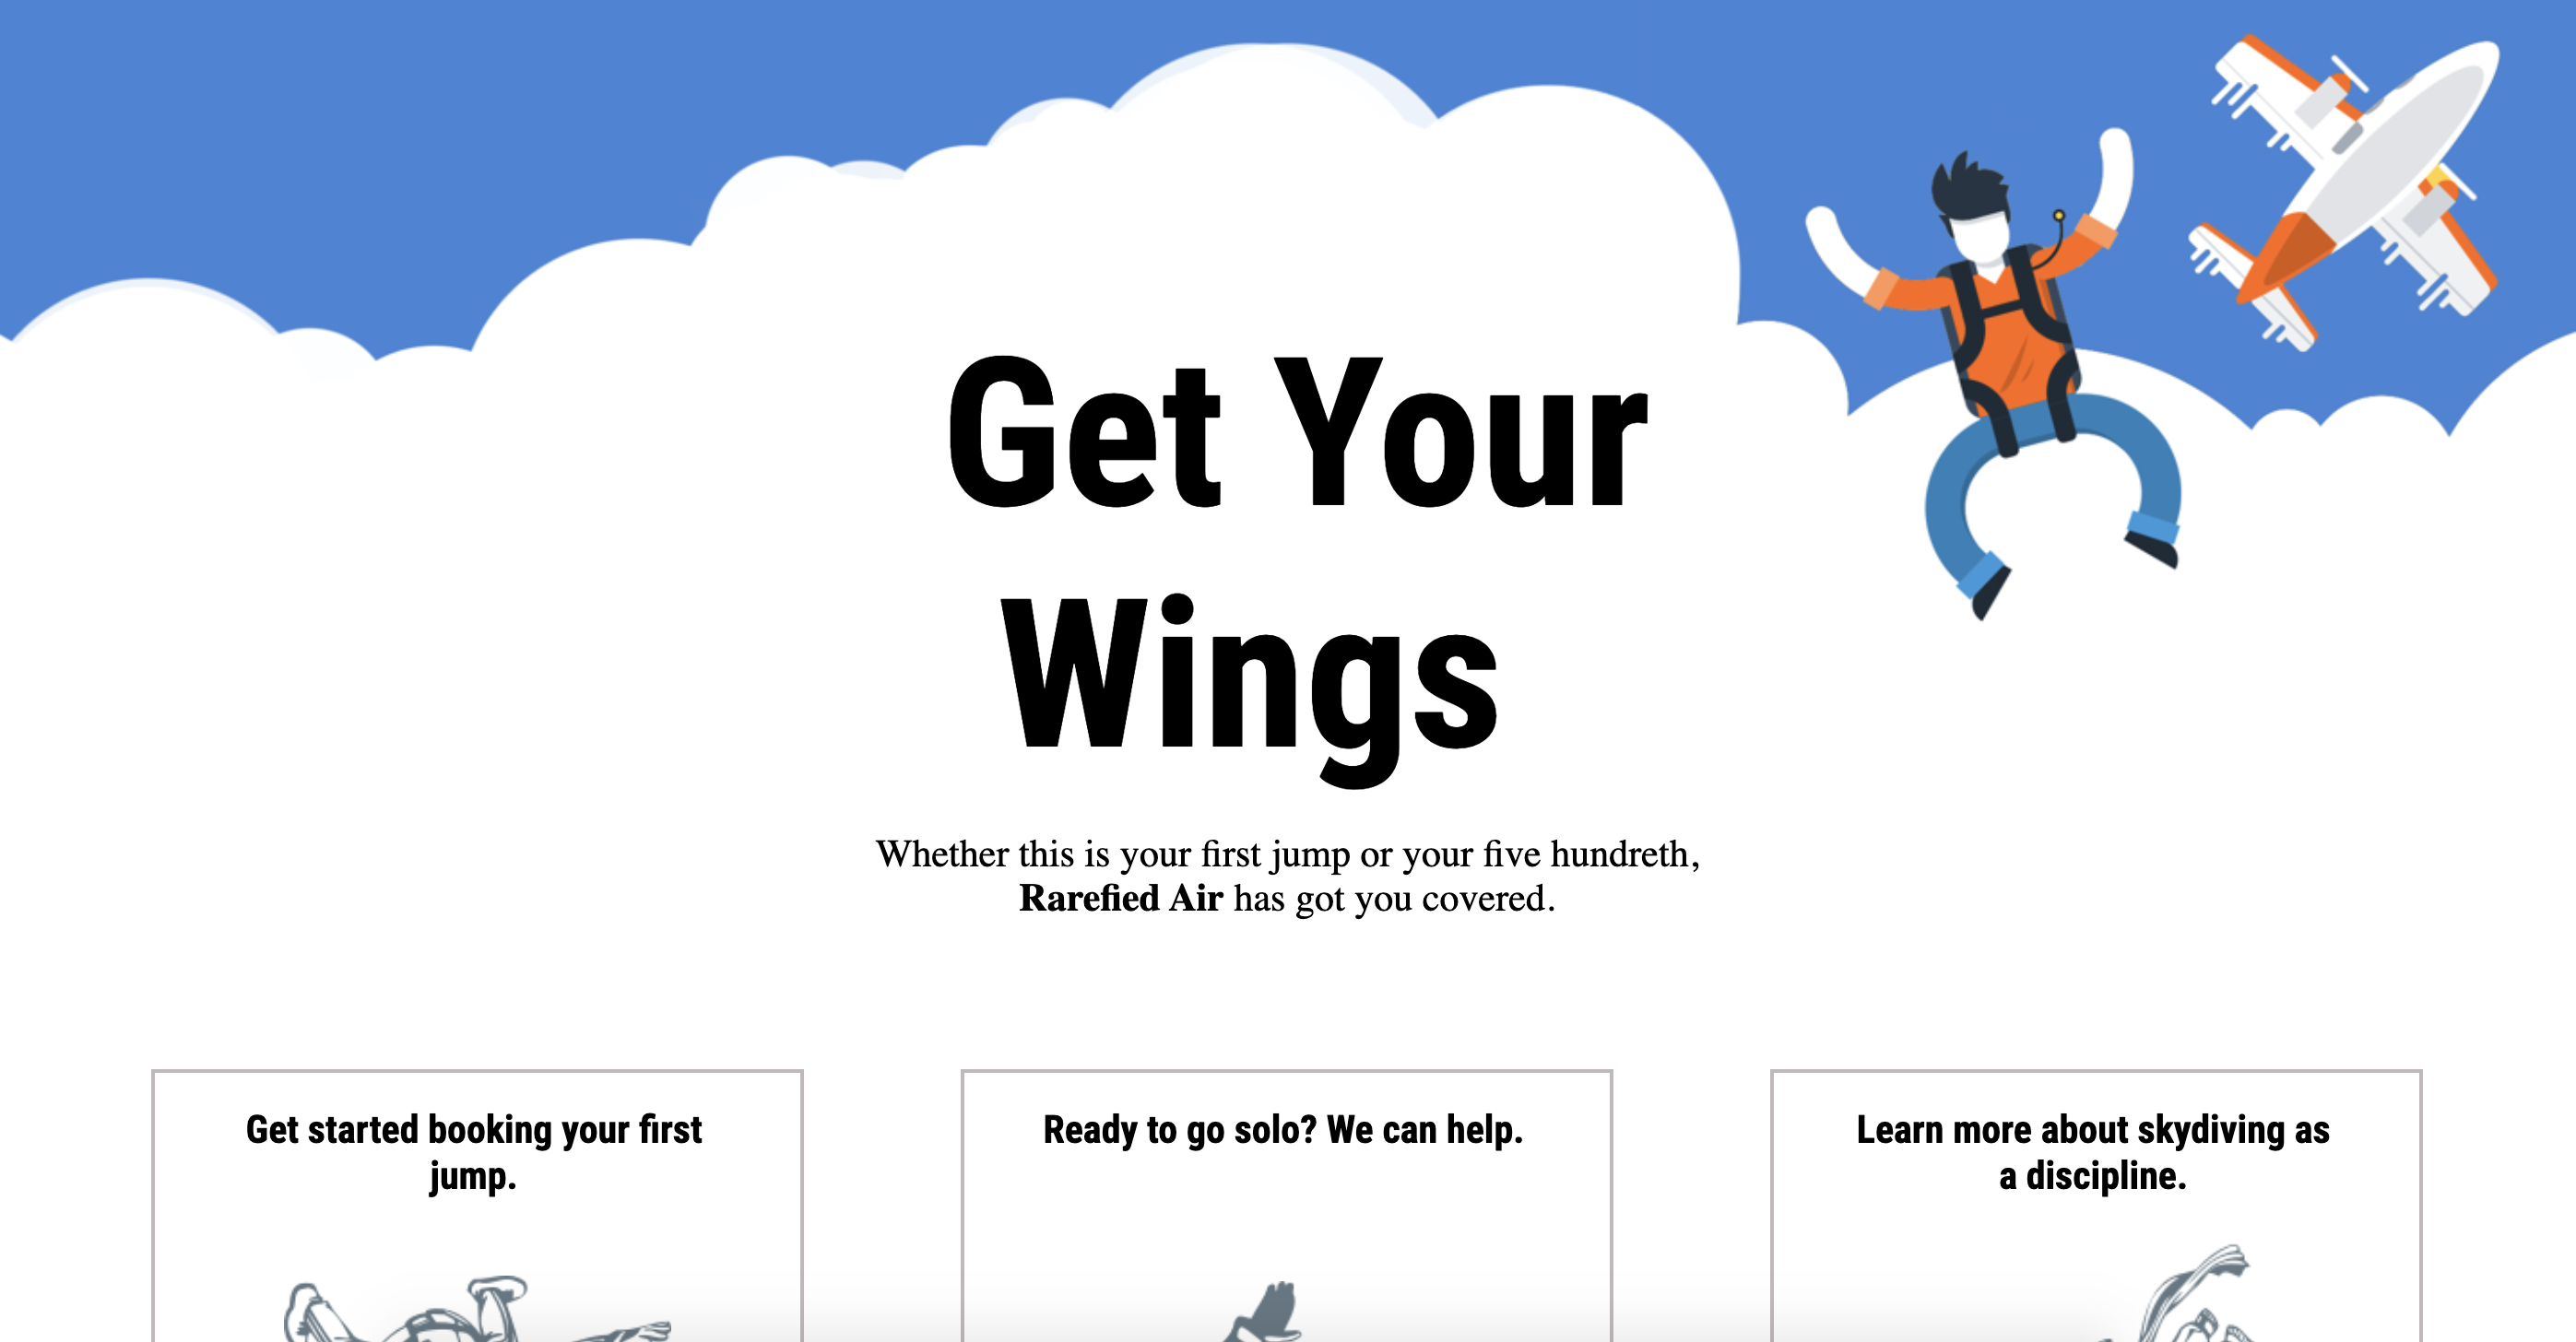 Get Your
Wings
Whether this is your first jump or your five hundreth,
Rarefied Air has got you covered.
Get started booking your first
jump.
Ready to go solo? We can help.
Learn more about skydiving as
a discipline.